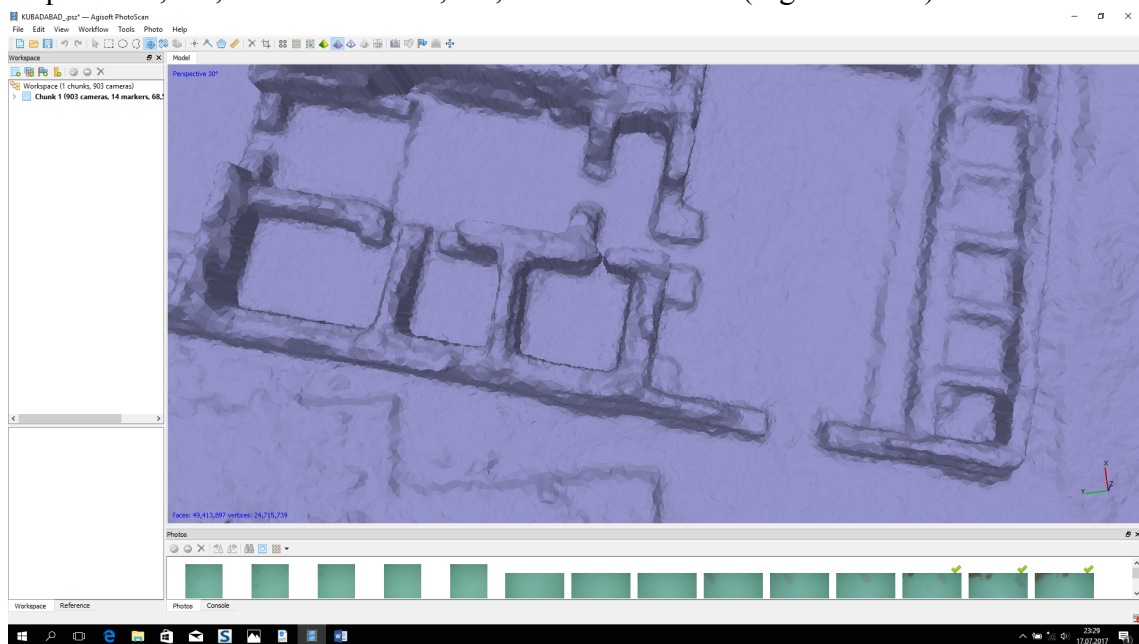 KUBADABAD_.psz* — Agisoft PhotoScan
File Edit View Workflow Tools Photo Help
Workspace
Model
Perspective 30°
Workspace (1 chunks, 903 cameras)
Chunk 1 (903 cameras, 14 markers, 68,
X
Y
Z
Faces: 49,413,897 vertices: 24,715,739
Photos
Workspace Reference
Photos Console
23:29
17.07.2017